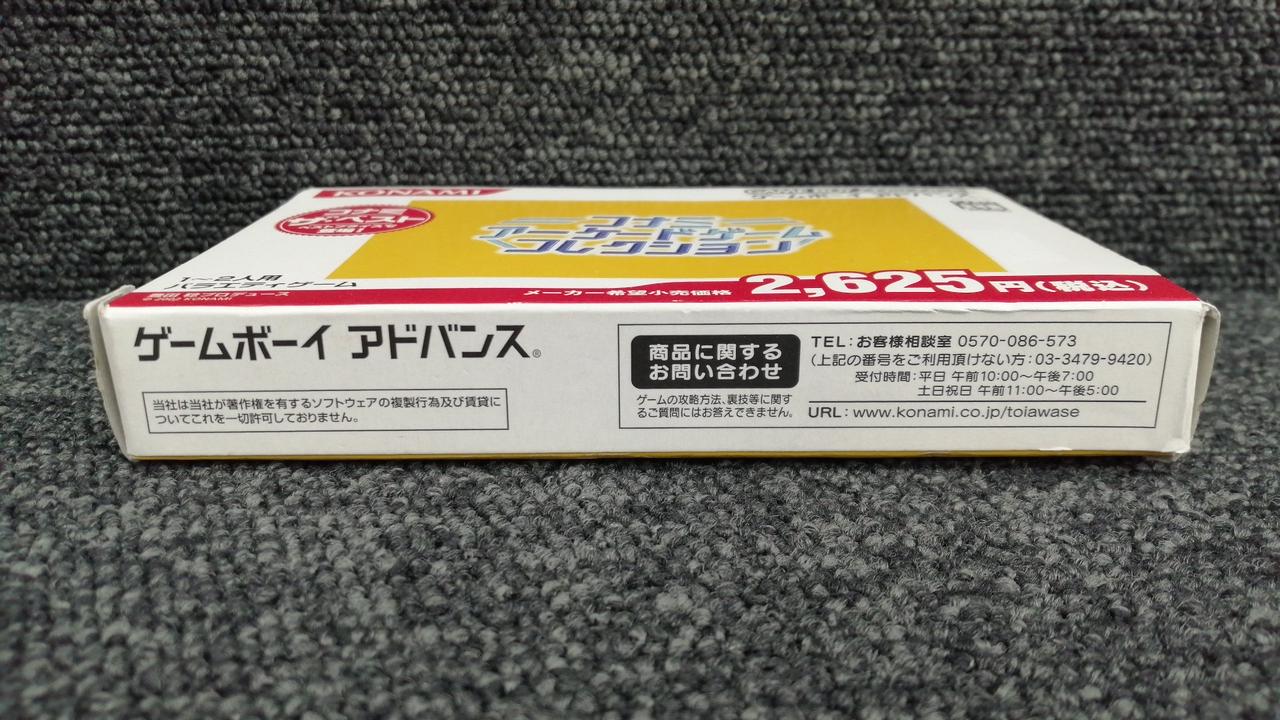 KONAMI
コナミ
ザ・ベスト
コナミ
アーケードゲーム
コレクション
1〜2人用
バラエティゲーム
© 2002 KONAMI
メーカー希望小売価格 2,625円(税込)
ゲームボーイ アドバンス®
当社は当社が著作権を有するソフトウェアの複製行為及び賃貸に
ついてこれを一切許可しておりません。
商品に関する
お問い合わせ
ゲームの攻略方法、裏技等に関す
るご質問にはお答えできません。
TEL:お客様相談室 0570-086-573
(上記の番号をご利用頂けない方:03-3479-9420)
受付時間:平日 午前10:00〜午後7:00
土日祝日 午前11:00〜午後5:00
URL:www.konami.co.jp/toiawase